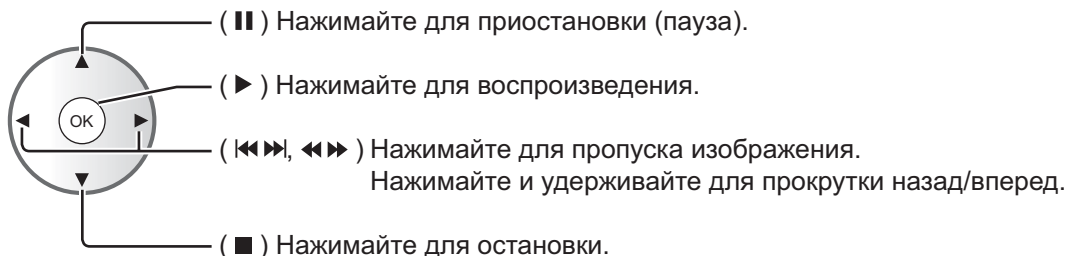 ( ⏸ ) Нажимайте для приостановки (пауза).
( ▶ ) Нажимайте для воспроизведения.
OK
( ⏮ ⏭, ⏪ ⏩ ) Нажимайте для пропуска изображения.
Нажимайте и удерживайте для прокрутки назад/вперед.
( ■ ) Нажимайте для остановки.